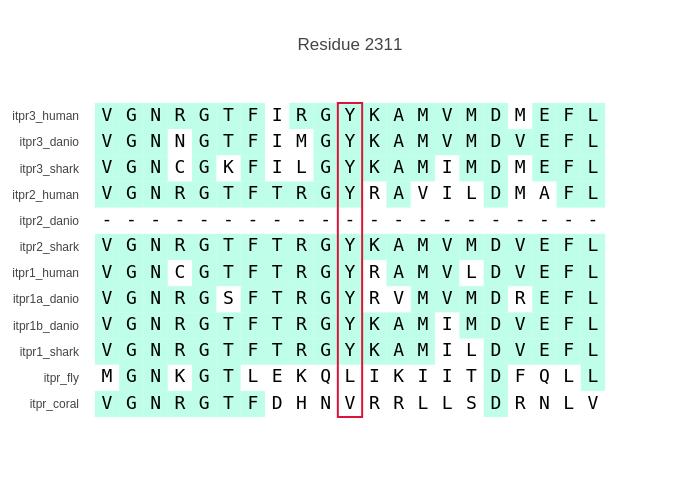 Residue 2311
itpr3_human V G N R G T F I R G Y K A M V M D M E F L
itpr3_danio V G N N G T F I M G Y K A M V M D V E F L
itpr3_shark V G N C G K F I L G Y K A M I M D M E F L
itpr2_human V G N R G T F T R G Y R A V I L D M A F L
itpr2_danio - - - - - - - - - - - - - - - - - - - - -
itpr2_shark V G N R G T F T R G Y K A M V M D V E F L
itpr1_human V G N C G T F T R G Y R A M V L D V E F L
itpr1a_danio V G N R G S F T R G Y R V M V M D R E F L
itpr1b_danio V G N R G T F T R G Y K A M I M D V E F L
itpr1_shark V G N R G T F T R G Y K A M I L D V E F L
itpr_fly M G N K G T L E K Q L I K I I T D F Q L L
itpr_coral V G N R G T F D H N V R R L L S D R N L V